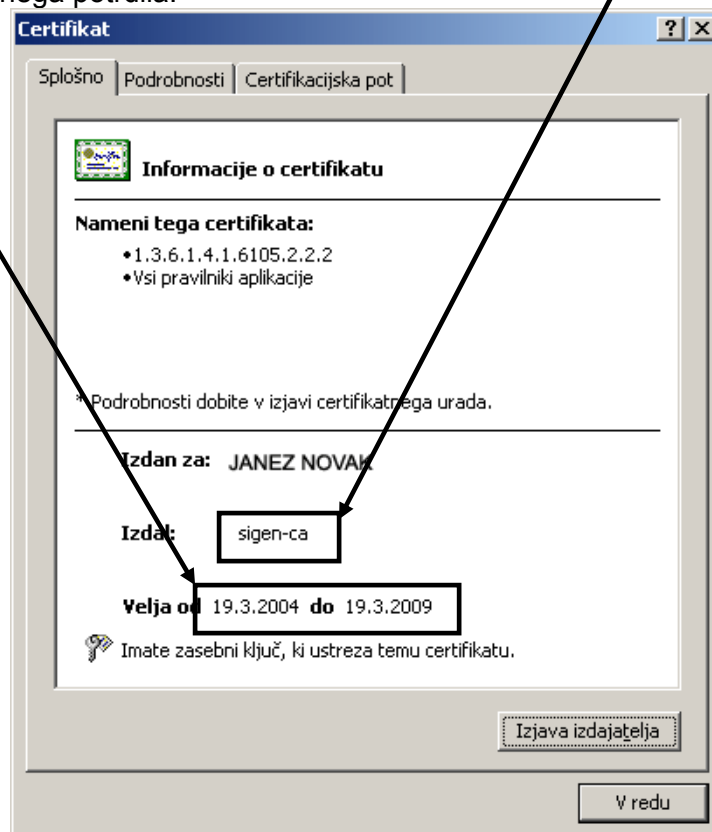 Certifikat
Splošno Podrobnosti Certifikacijska pot
Informacije o certifikatu
Nameni tega certifikata:
•1.3.6.1.4.1.6105.2.2.2
•Vsi pravilniki aplikacije
* Podrobnosti dobite v izjavi certifikatnega urada.
Izdan za: JANEZ NOVAK
Izdal: sigen-ca
Velja od 19.3.2004 do 19.3.2009
Imate zasebni ključ, ki ustreza temu certifikatu.
Izjava izdajatelja
V redu